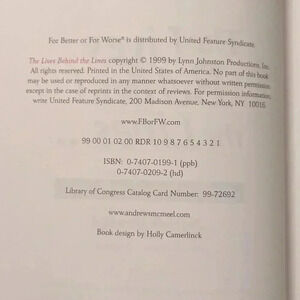 For Better or For Worse® is distributed by United Feature Syndicate.
The Lives Behind the Lines copyright © 1999 by Lynn Johnston Productions, Inc.
All rights reserved. Printed in the United States of America. No part of this book
may be used or reproduced in any manner whatsoever without written permission
except in the case of reprints in the context of reviews. For permission information,
write United Feature Syndicate, 200 Madison Avenue, New York, NY 10016.
www.FBorFW.com
99 00 01 02 00 RDR 10 9 8 7 6 5 4 3 2 1
ISBN: 0-7407-0199-1 (ppb)
0-7407-0209-2 (hd)
Library of Congress Catalog Card Number: 99-72692
www.andrewsmcmeel.com
Book design by Holly Camerlinck